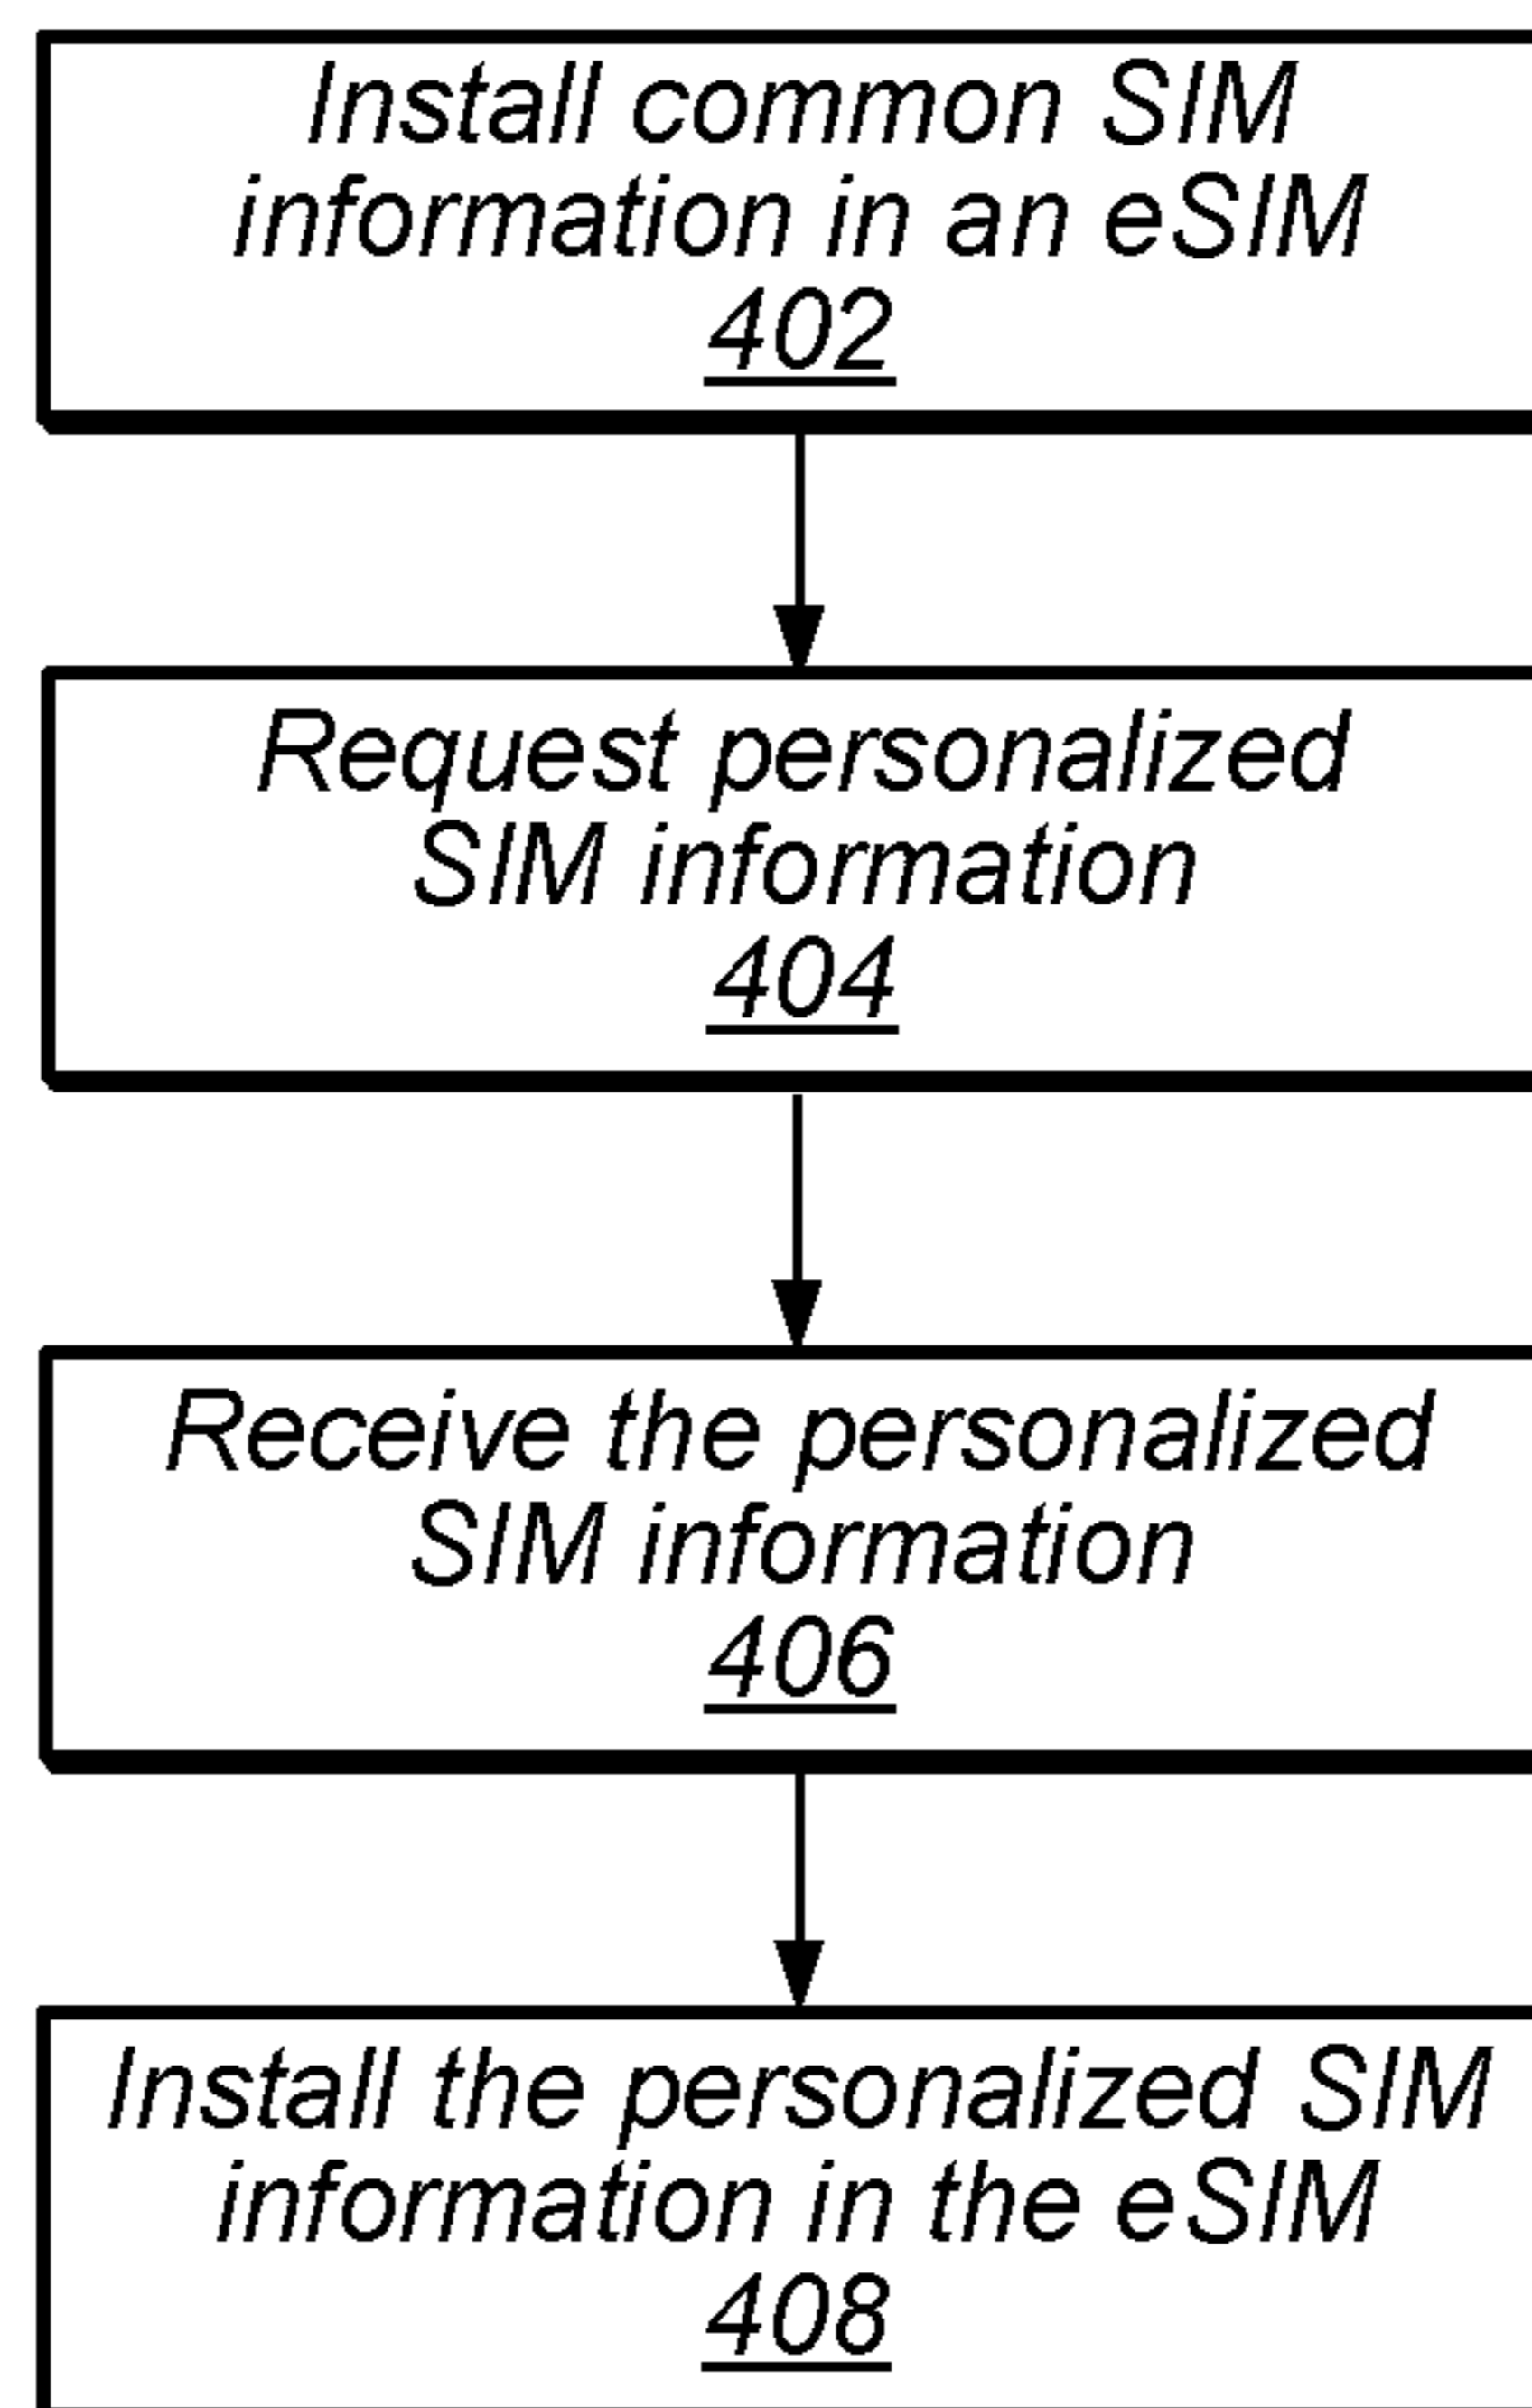 Install common SIM
information in an eSIM
402
Request personalized
SIM information
404
Receive the personalized
SIM information
406
Install the personalized SIM
information in the eSIM
408